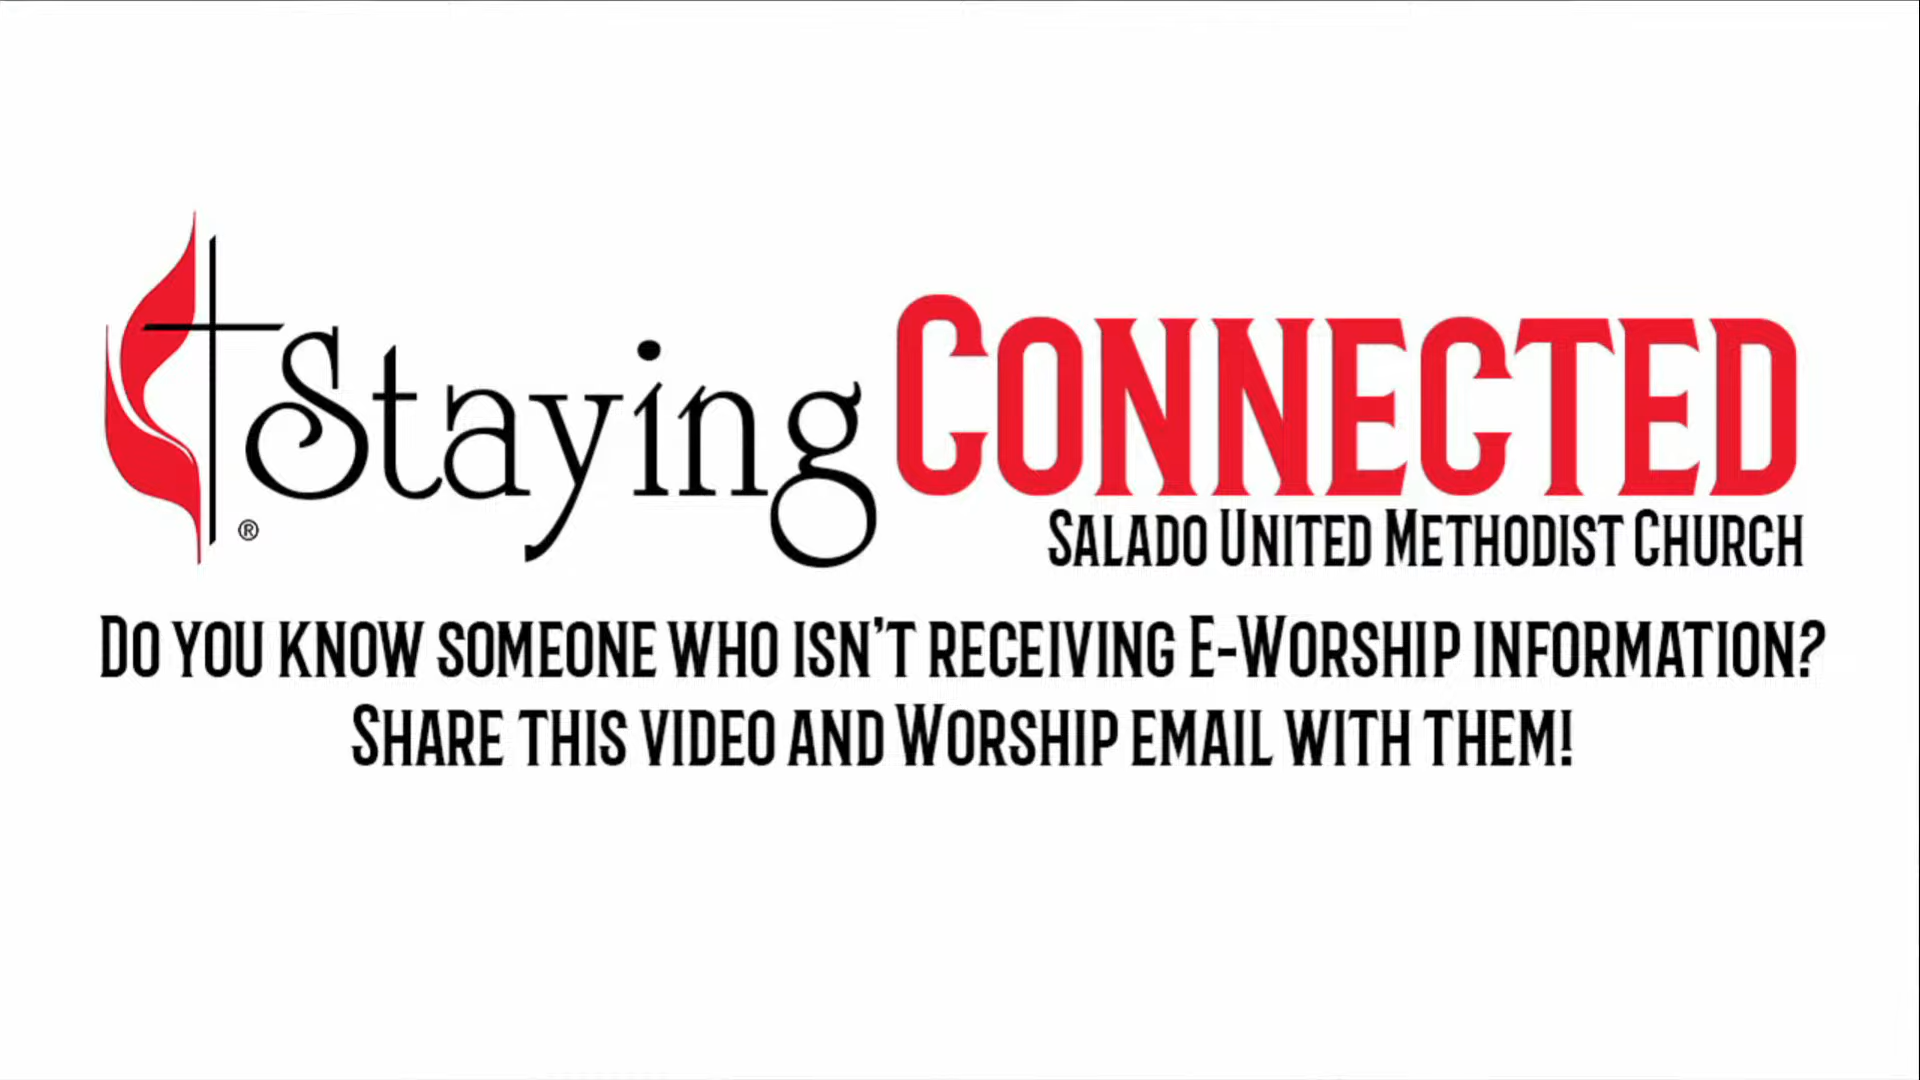 Staying Connected
®
Salado United Methodist Church
Do you know someone who isn't receiving E-Worship information?
Share this video and Worship email with them!